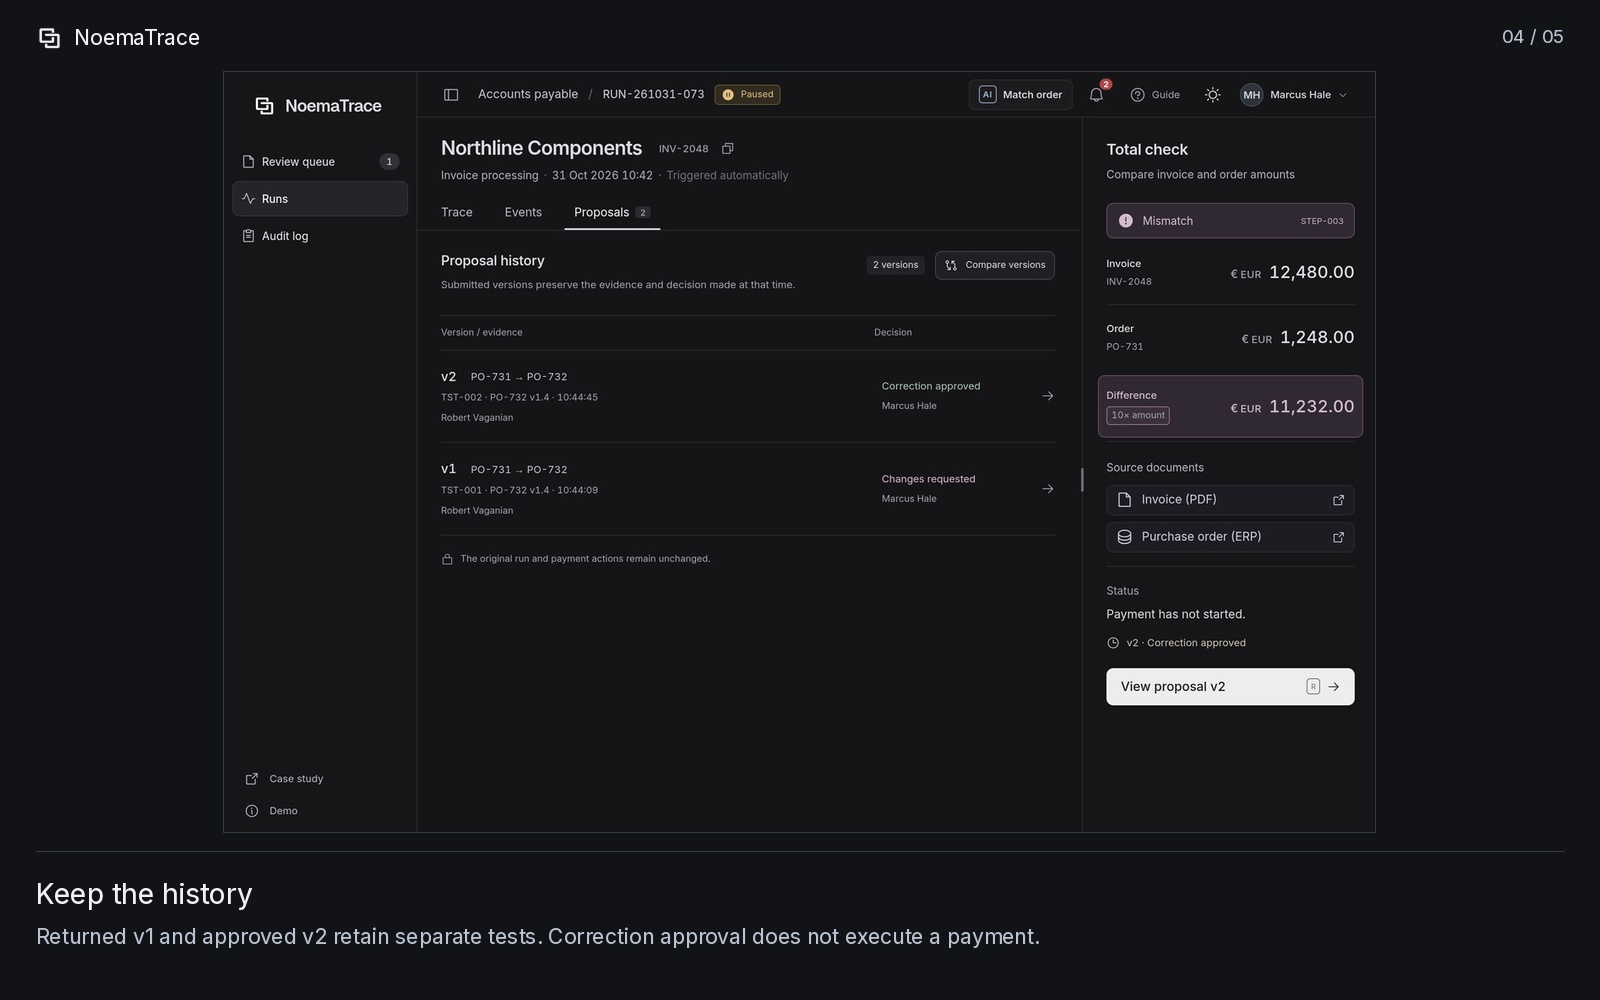 NoemaTrace
04 / 05
NoemaTrace
Review queue 1
Runs
Audit log
Case study
Demo
Accounts payable / RUN-261031-073 Paused
AI Match order
2
Guide
MH Marcus Hale
Northline Components INV-2048
Invoice processing · 31 Oct 2026 10:42 · Triggered automatically
Trace Events Proposals 2
Proposal history
Submitted versions preserve the evidence and decision made at that time.
2 versions
Compare versions
Version / evidence Decision
v2 PO-731 → PO-732
TST-002 · PO-732 v1.4 · 10:44:45
Robert Vaganian
Correction approved
Marcus Hale
v1 PO-731 → PO-732
TST-001 · PO-732 v1.4 · 10:44:09
Robert Vaganian
Changes requested
Marcus Hale
The original run and payment actions remain unchanged.
Total check
Compare invoice and order amounts
Mismatch STEP-003
Invoice
INV-2048
€ EUR 12,480.00
Order
PO-731
€ EUR 1,248.00
Difference
10× amount
€ EUR 11,232.00
Source documents
Invoice (PDF)
Purchase order (ERP)
Status
Payment has not started.
v2 · Correction approved
View proposal v2 R →
Keep the history
Returned v1 and approved v2 retain separate tests. Correction approval does not execute a payment.